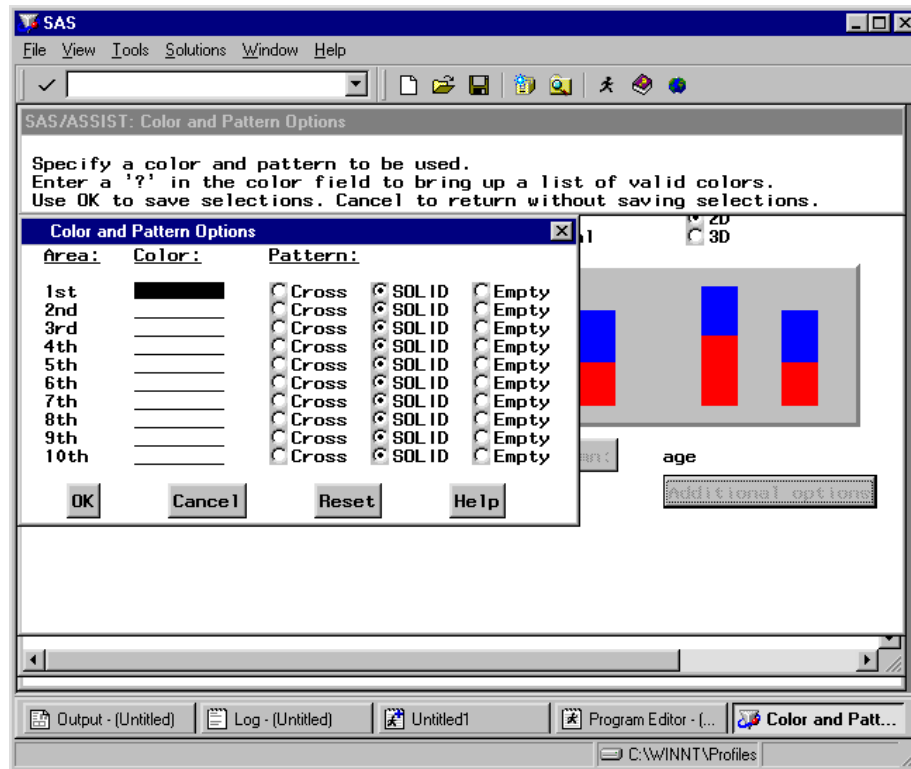 SAS
File View Tools Solutions Window Help
SAS/ASSIST: Color and Pattern Options
Specify a color and pattern to be used.
Enter a '?' in the color field to bring up a list of valid colors.
Use OK to save selections. Cancel to return without saving selections.
Color and Pattern Options
2D
3D
Area: Color: Pattern:
1st Cross SOLID Empty
2nd Cross SOLID Empty
3rd Cross SOLID Empty
4th Cross SOLID Empty
5th Cross SOLID Empty
6th Cross SOLID Empty
7th Cross SOLID Empty
8th Cross SOLID Empty
9th Cross SOLID Empty
10th Cross SOLID Empty
age
OK Cancel Reset Help
Additional options
Output - (Untitled) Log - (Untitled) Untitled1 Program Editor - (... Color and Patt...
C:\WINNT\Profiles